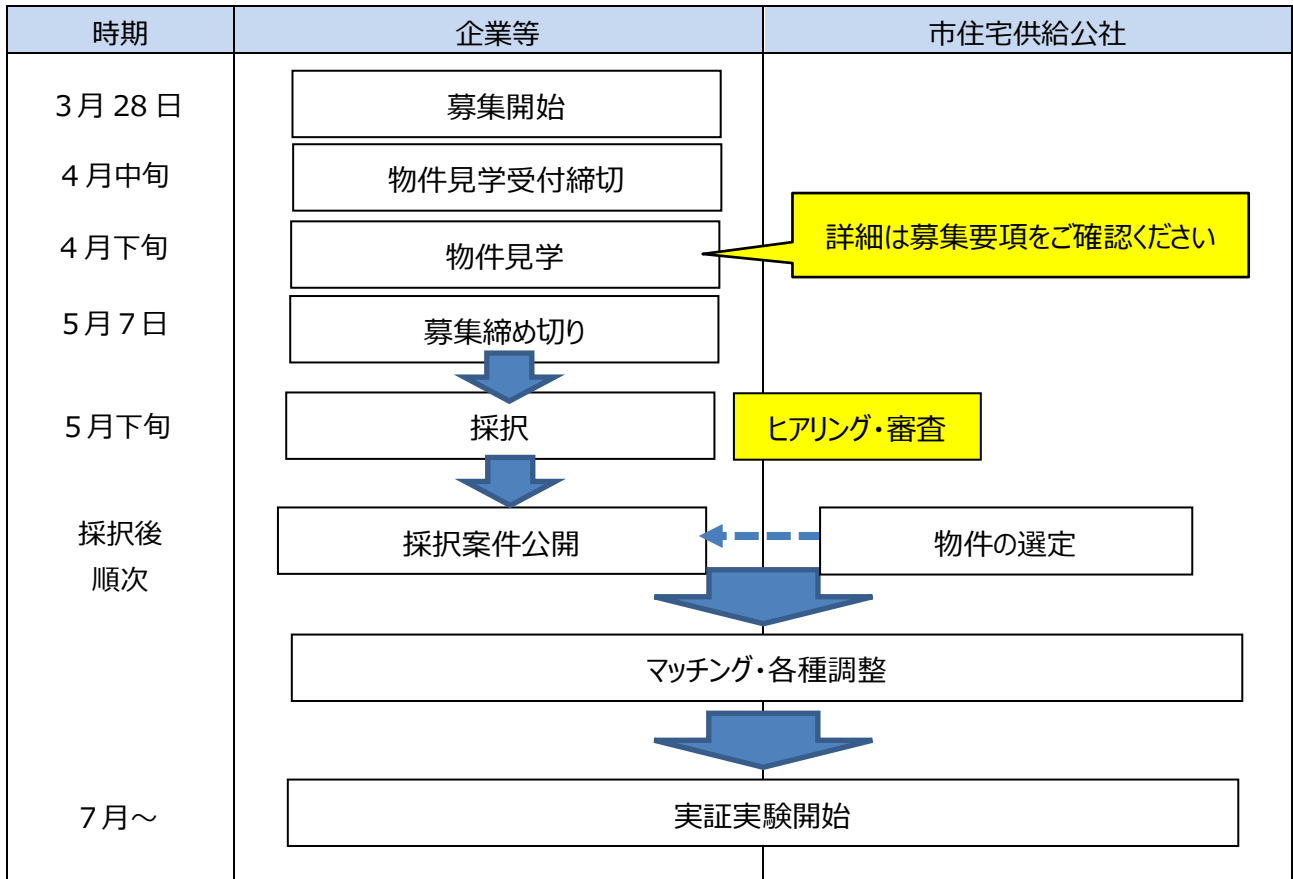 時期
企業等
市住宅供給公社
3月28日
募集開始
4月中旬
物件見学受付締切
4月下旬
物件見学
詳細は募集要項をご確認ください
5月7日
募集締め切り
5月下旬
採択
ヒアリング・審査
採択後
順次
採択案件公開
物件の選定
マッチング・各種調整
7月～
実証実験開始